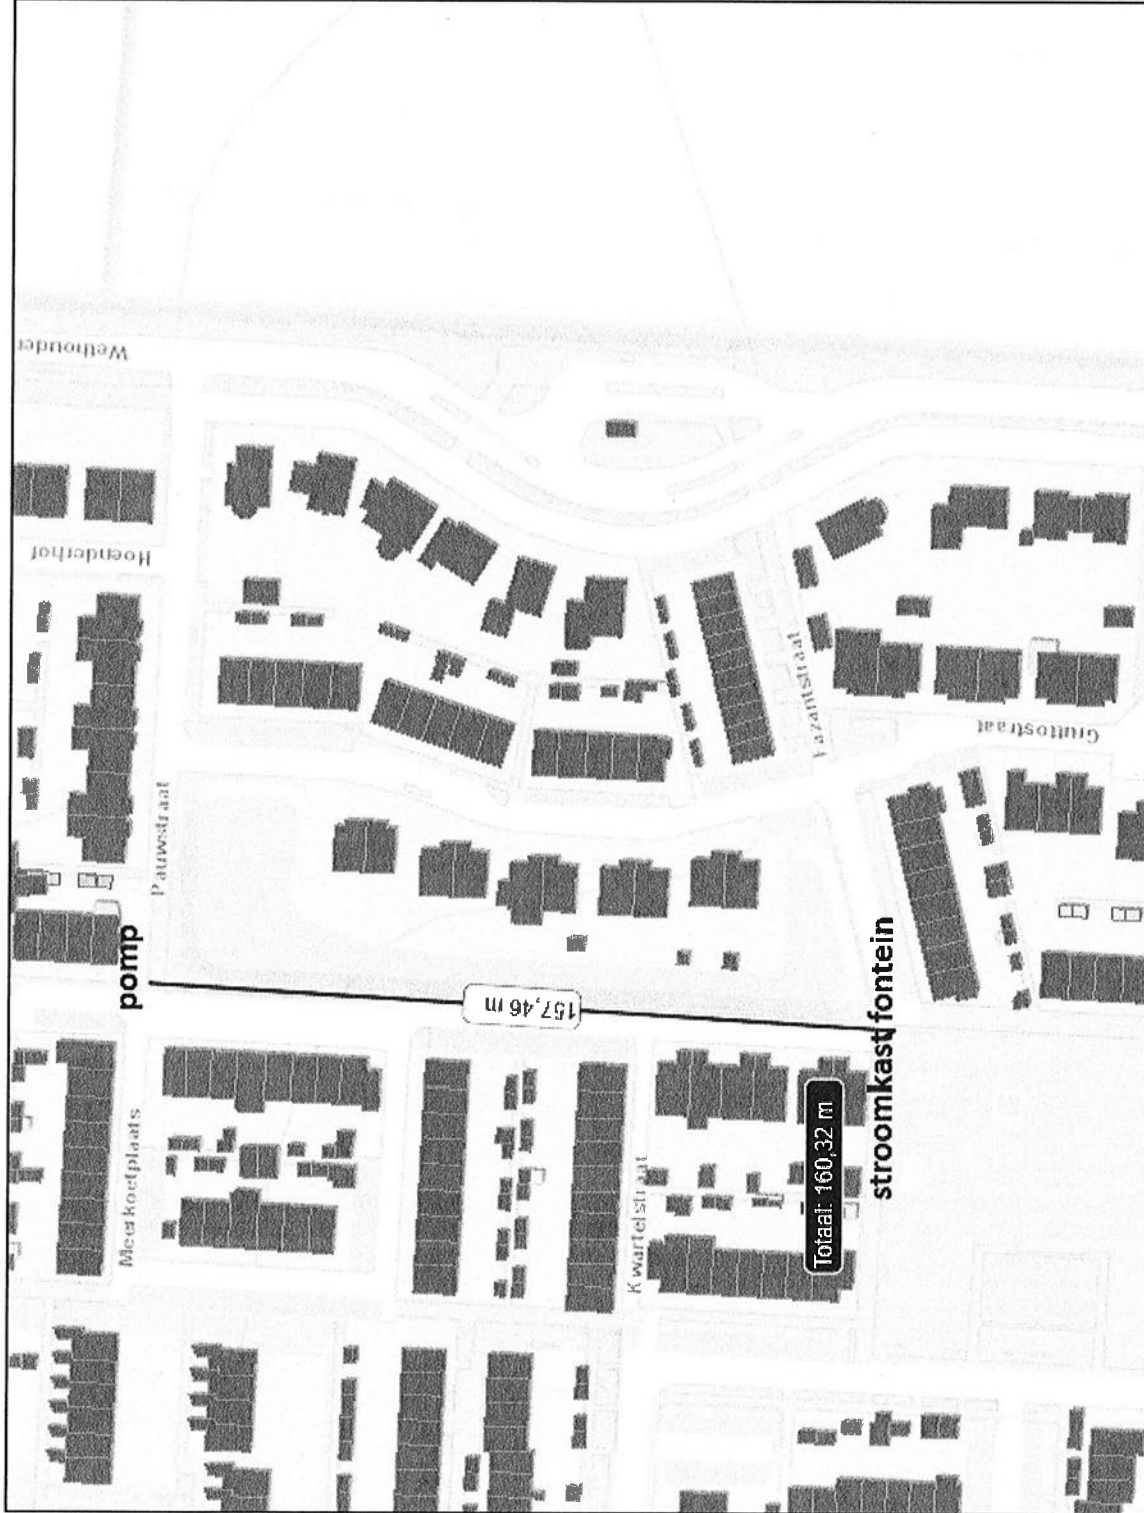 Wethouder
Hoenderhof
Pauwstraat
pomp
157,46 m
Meerkoetplaats
Fazantstraat
Gruttostraat
Kwartelstraat
Totaal: 160,32 m
stroomkast/fontein